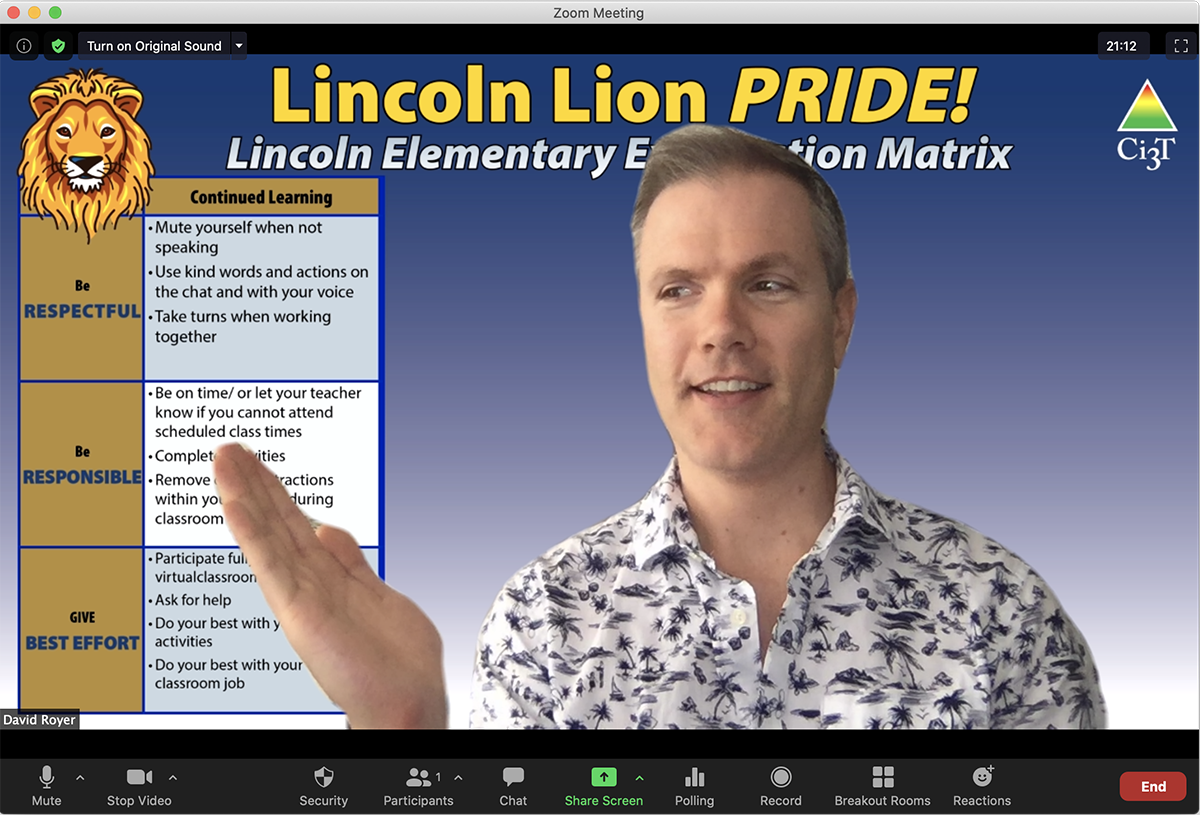 Zoom Meeting
Turn on Original Sound
21:12
Lincoln Lion PRIDE!
Lincoln Elementary Matrix
Ci3T
Continued Learning
Be
RESPECTFUL
•Mute yourself when not
speaking
•Use kind words and actions on
the chat and with your voice
•Take turns when working
together
Be
RESPONSIBLE
•Be on time/ or let your teacher
know if you cannot attend
scheduled class times
•
•Remove
within during
classroom
GIVE
BEST EFFORT
•Participate
•Ask for help
•Do your best with
activities
•Do your best with your
classroom job
David Royer
Mute
Stop Video
Security
1
Participants
Chat
Share Screen
Polling
Record
Breakout Rooms
Reactions
End